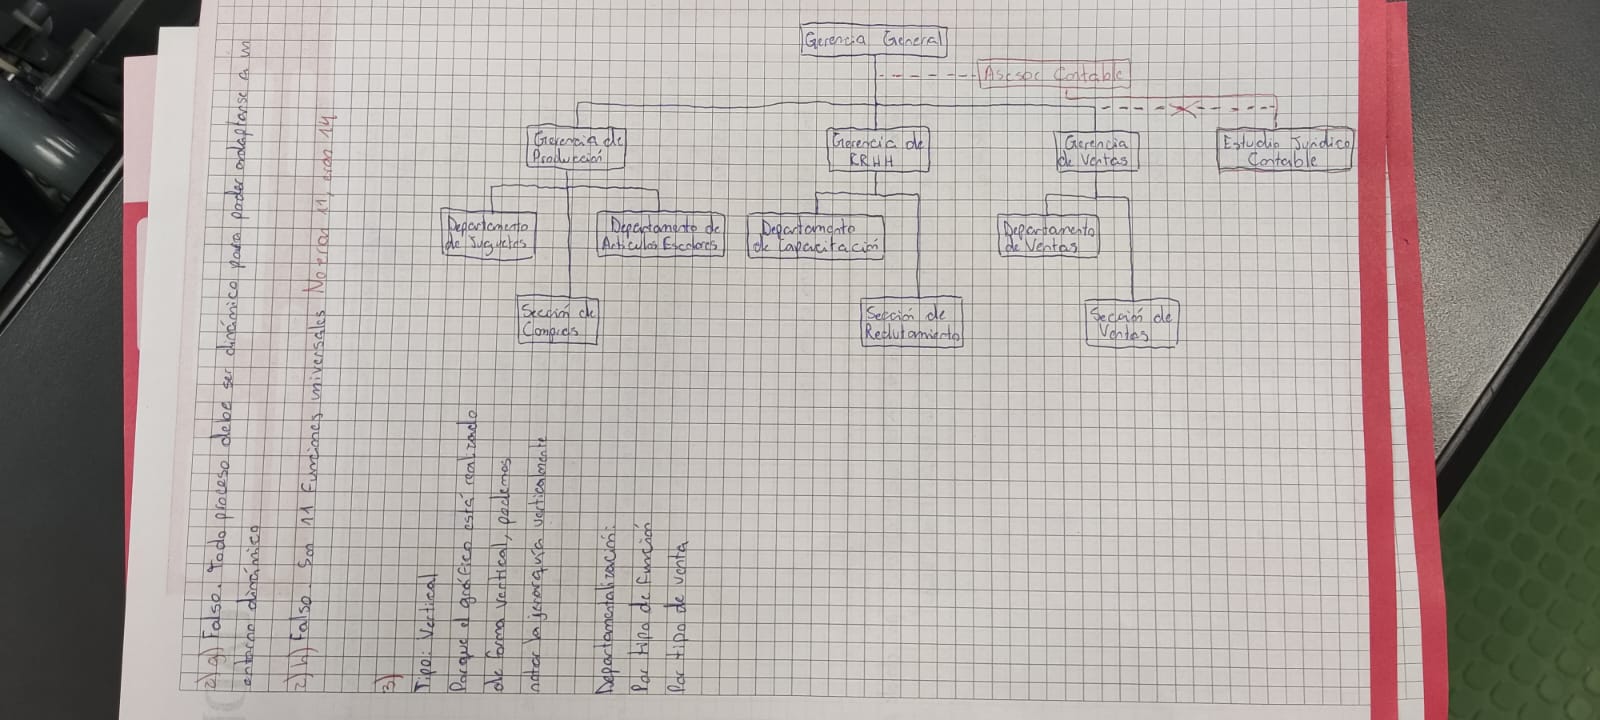 2) g) Falso. Todo proceso debe ser dinámico para poder adaptarse a un
entorno dinámico
2) h) Falso. Son 11 Funciones universales No eran 11, eran 14
3)
Tipo: Vertical
Porque el gráfico está realizado
de forma vertical, podemos
notar la jerarquía verticalmente
Departamentalización:
Por tipo de función
Por tipo de venta
Gerencia General
Asesor Contable
Gerencia de
Producción
Gerencia de
RRHH
Gerencia
de Ventas
Estudio Jurídico
Contable
Departamento
de Juguetes
Departamento de
Artículos Escolares
Departamento
de Capacitación
Departamento
de Ventas
Sección de
Compras
Sección de
Reclutamiento
Sección de
Ventas